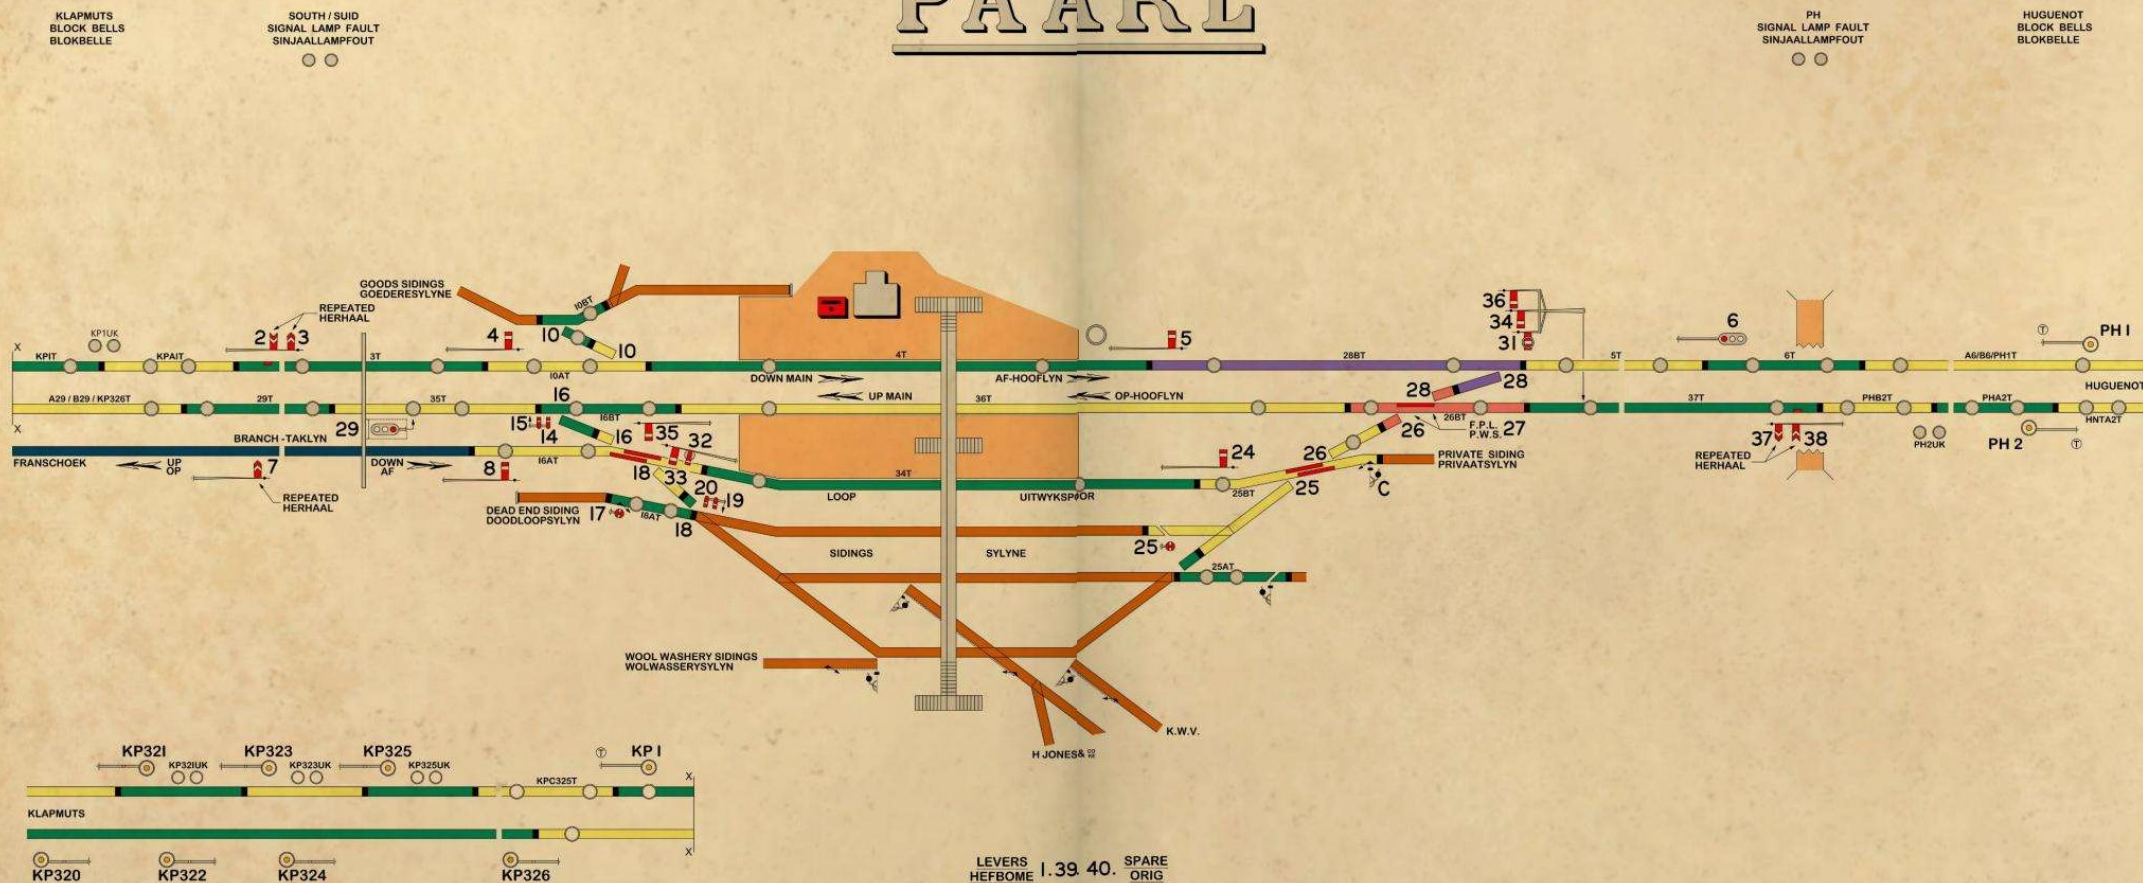 PAARL
KLAPMUTS
BLOCK BELLS
BLOKBELLE
SOUTH / SUID
SIGNAL LAMP FAULT
SINJAALLAMPFOUT
PH
SIGNAL LAMP FAULT
SINJAALLAMPFOUT
HUGUENOT
BLOCK BELLS
BLOKBELLE
GOODS SIDINGS
GOEDERESYLYNE
10BT
REPEATED
HERHAAL
KP1UK
2
3
4
10
10
5
36
34
31
6
T
PH 1
X
KP1T
KPA1T
3T
10AT
4T
28BT
5T
6T
A6/B6/PH1T
DOWN MAIN
AF-HOOFLYN
28
28
HUGUENOT
16
UP MAIN
OP-HOOFLYN
A29 / B29 / KP326T
29T
35T
16BT
36T
26BT
37T
PHB2T
PHA2T
HNTA2T
X
29
15
14
16
35
32
24
26
26
F.P.L.
P.W.S.
27
37
38
PH2UK
PH 2
T
BRANCH -TAKLYN
FRANSCHOEK
UP
OP
7
DOWN
AF
8
16AT
18
33
20
19
34T
LOOP
UITWYKSPOOR
25BT
25
C
PRIVATE SIDING
PRIVAATSYLYN
REPEATED
HERHAAL
REPEATED
HERHAAL
DEAD END SIDING
DOODLOOPSYLYN
17
18AT
18
SIDINGS
SYLYNE
25
25AT
WOOL WASHERY SIDINGS
WOLWASSERYSYLYN
K.W.V.
H JONES & CO
KP321
KP321UK
KP323
KP323UK
KP325
KP325UK
T
KP 1
X
KPC325T
KLAPMUTS
X
KP320
KP322
KP324
KP326
LEVERS
HEFBOME
1.39. 40.
SPARE
ORIG